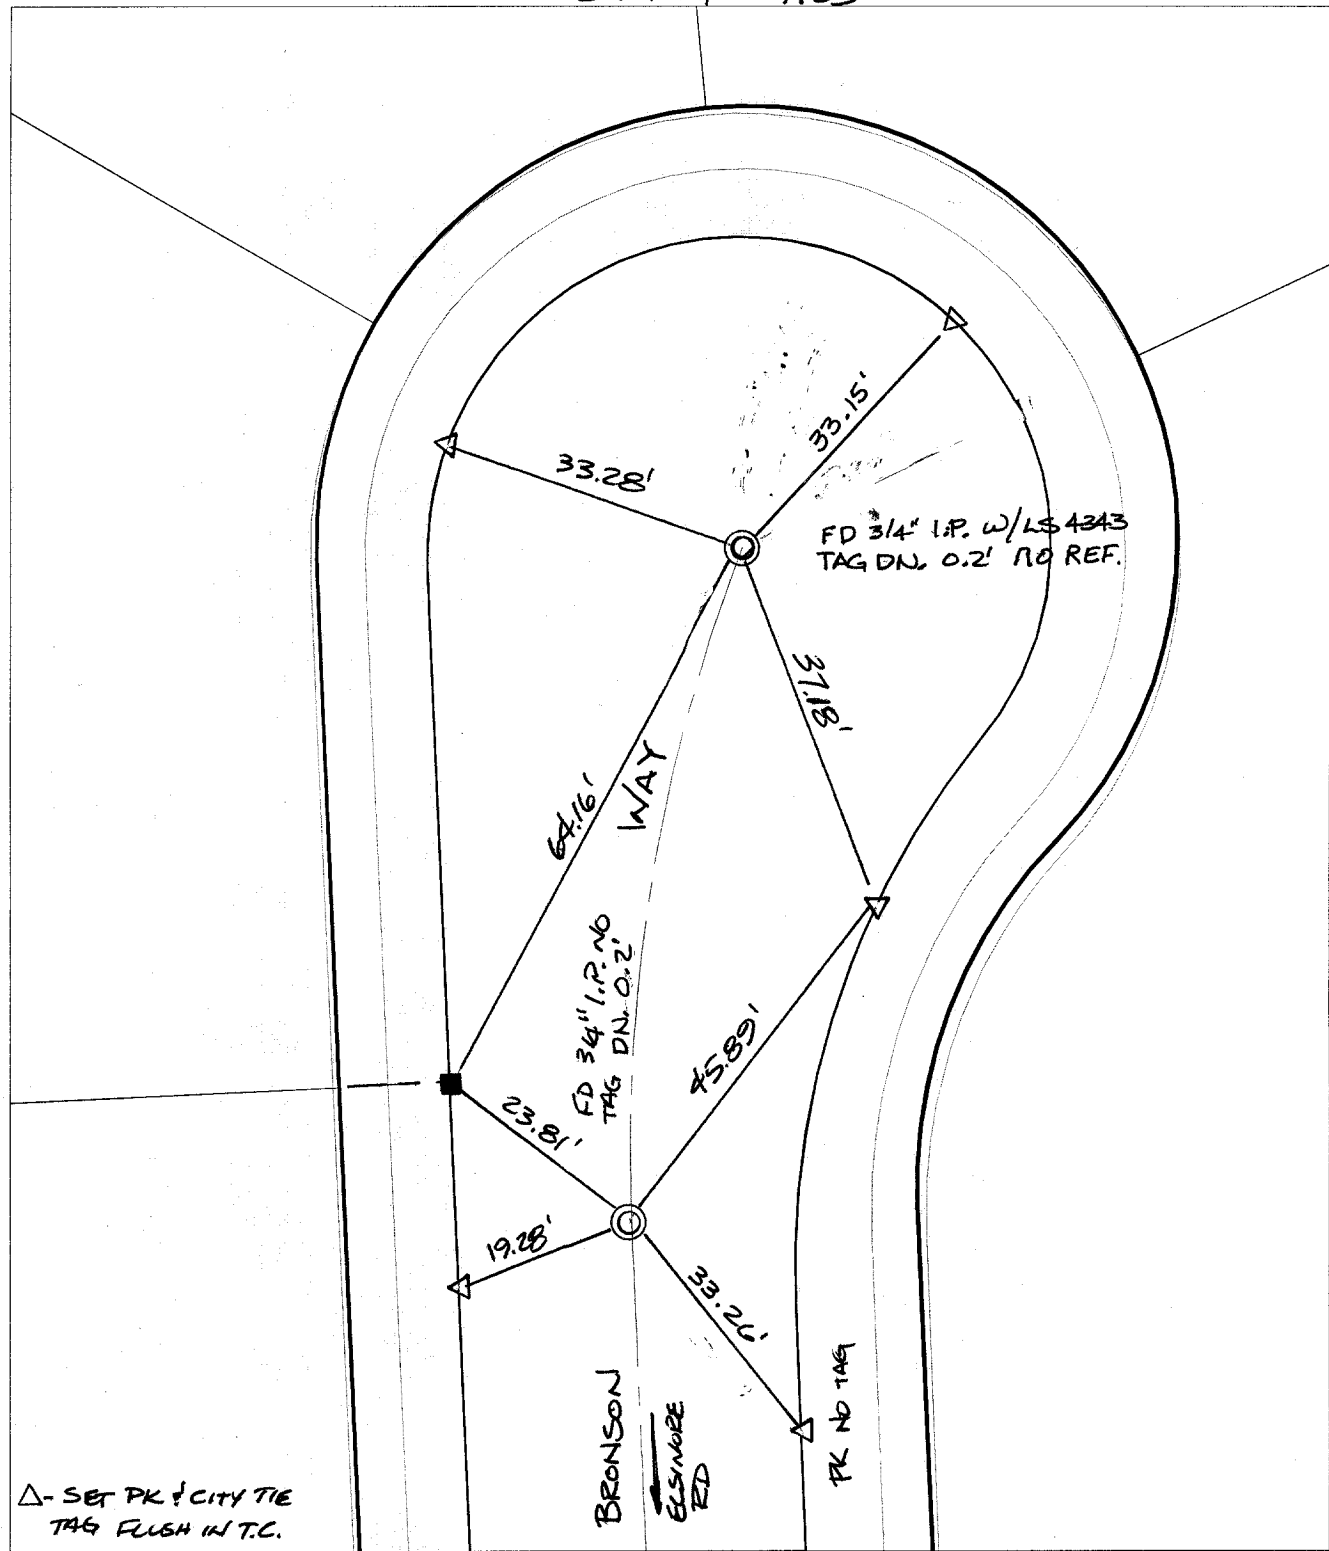 33.15'
33.28'
FD 3/4" I.P. W/LS 4343
TAG DN. 0.2' NO REF.
37.18'
64.16'
WAY
FD 3/4" I.P. NO
TAG DN. 0.2'
45.89'
23.81'
19.28'
33.26'
BRONSON
ELSINORE
RD
PK NO TAG
△- SET PK & CITY TIE
TAG FLUSH IN T.C.